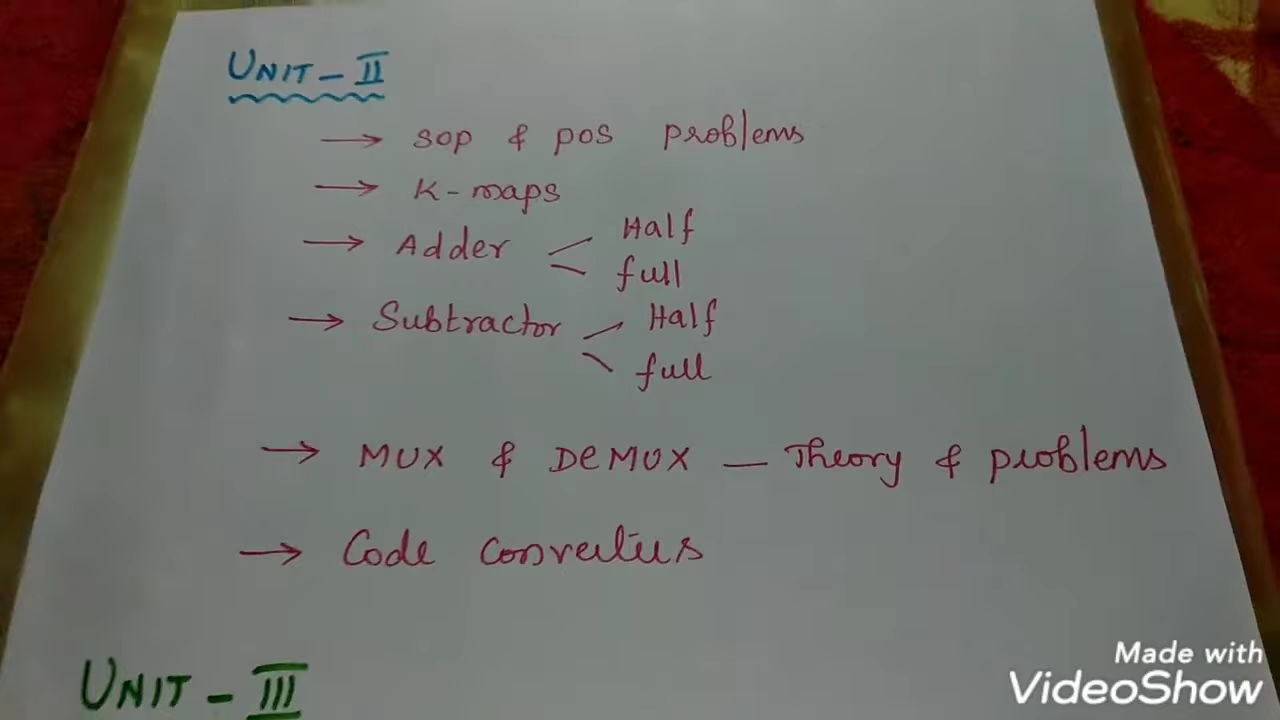 UNIT - II
→ SOP & POS problems
→ K-maps
→ Adder Half
full
→ Subtractor Half
full
→ MUX & DeMUX — Theory & problems
→ Code converters
UNIT - III
Made with
VideoShow